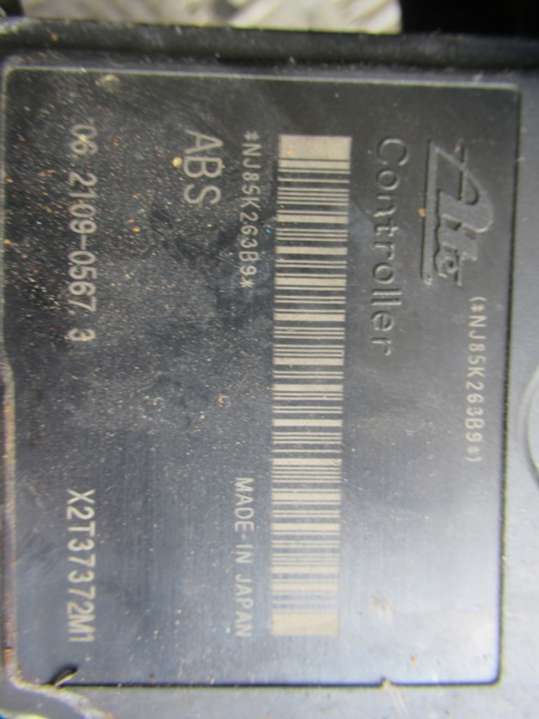 (*NJ85K263B9*)
Ate
Controller
*NJ85K263B9*
MADE-IN JAPAN
ABS
06.2109-0567.3
X2T37372M1